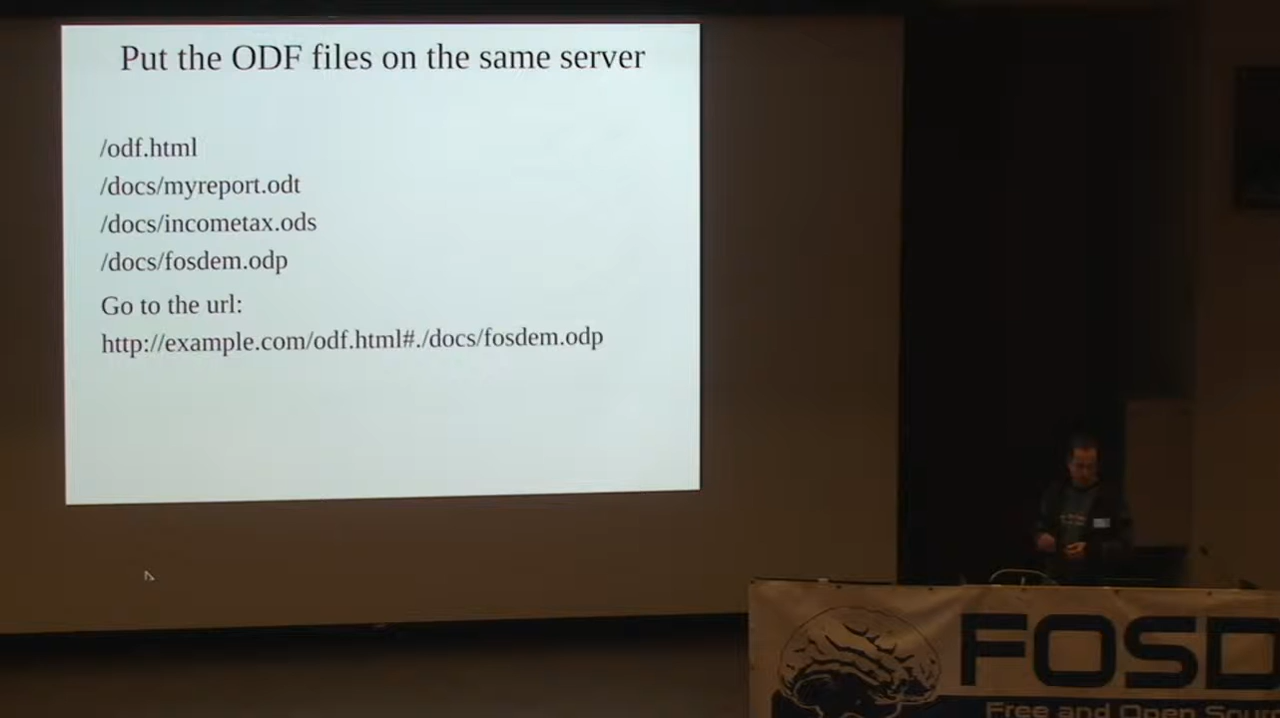 Put the ODF files on the same server
/odf.html
/docs/myreport.odt
/docs/incometax.ods
/docs/fosdem.odp
Go to the url:
http://example.com/odf.html#./docs/fosdem.odp
FOSD
Free and Open Sour